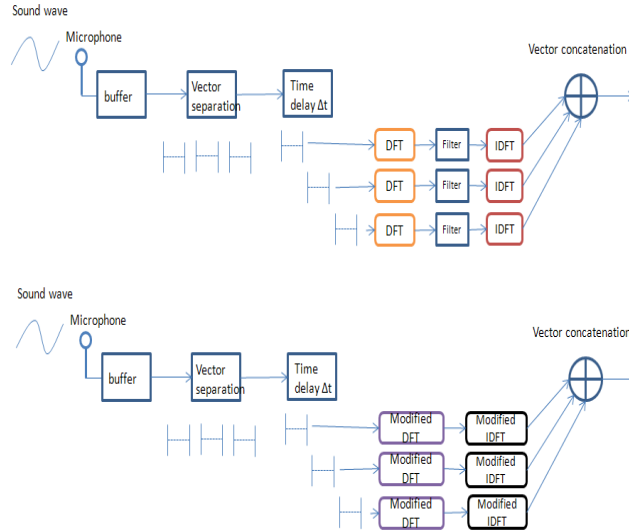 Sound wave
Microphone
Vector concatenation
buffer
Vector
separation
Time
delay Δt
DFT
Filter
IDFT
DFT
Filter
IDFT
DFT
Filter
IDFT
Sound wave
Microphone
Vector concatenation
buffer
Vector
separation
Time
delay Δt
Modified
DFT
Modified
IDFT
Modified
DFT
Modified
IDFT
Modified
DFT
Modified
IDFT